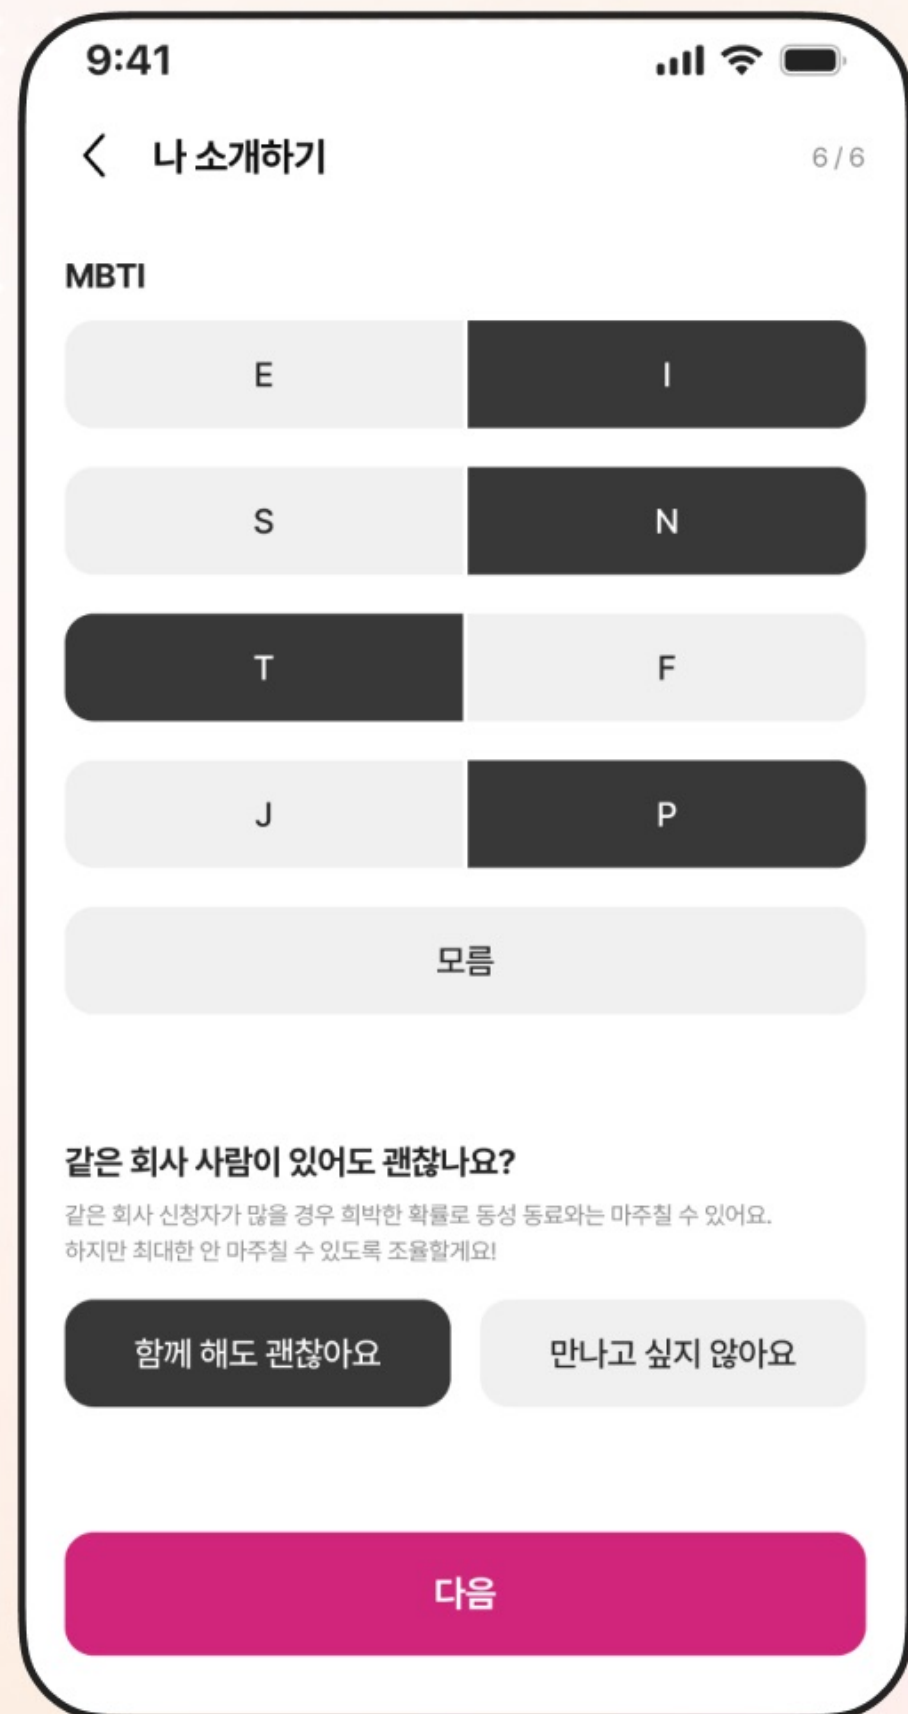 9:41
나 소개하기 6/6
MBTI
E I
S N
T F
J P
모름
같은 회사 사람이 있어도 괜찮나요?
같은 회사 신청자가 많을 경우 희박한 확률로 동성 동료와는 마주칠 수 있어요.
하지만 최대한 안 마주칠 수 있도록 조율할게요!
함께 해도 괜찮아요 만나고 싶지 않아요
다음